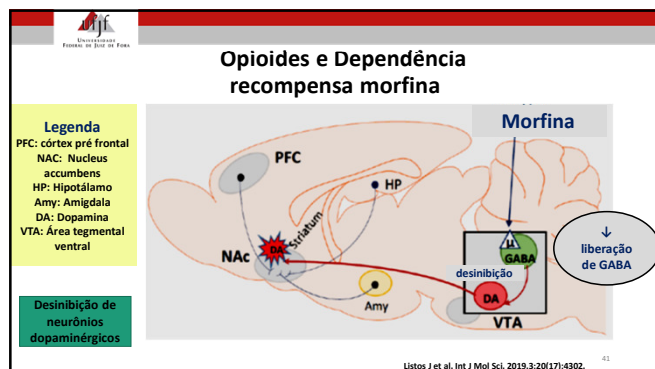 ufjf
UNIVERSIDADE
FEDERAL DE JUIZ DE FORA
Opioides e Dependência
recompensa morfina
Legenda
PFC: córtex pré frontal
NAC: Nucleus
accumbens
HP: Hipotálamo
Amy: Amigdala
DA: Dopamina
VTA: Área tegmental
ventral
Desinibição de
neurônios
dopaminérgicos
Morfina
PFC
HP
Striatum
DA
NAc
Amy
µ
GABA
desinibição
DA
VTA
↓
liberação
de GABA
41
Listos J et al. Int J Mol Sci. 2019.3:20(17):4302.